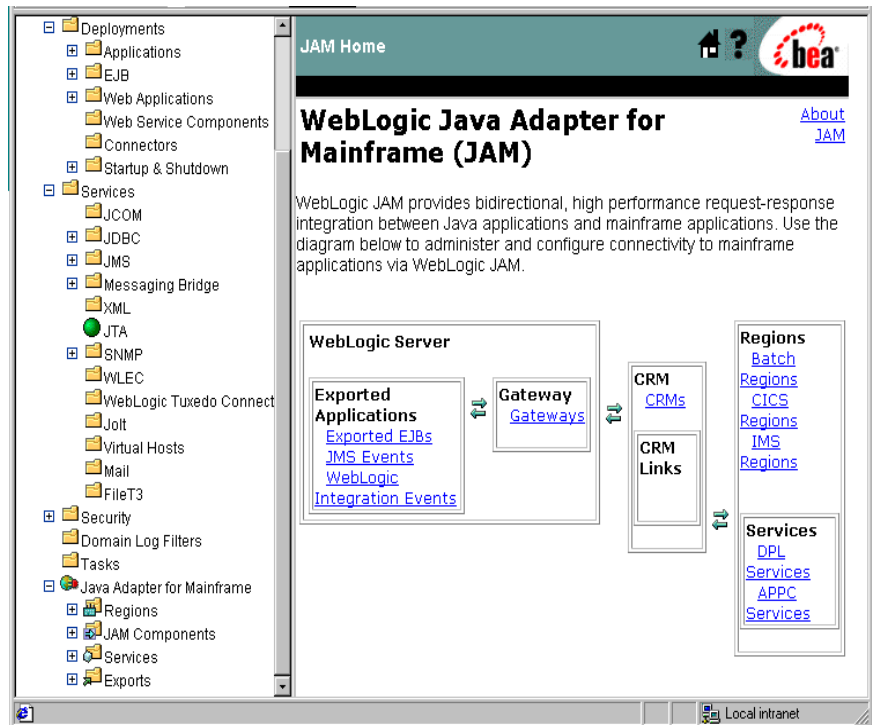 Deployments
Applications
EJB
Web Applications
Web Service Components
Connectors
Startup & Shutdown
Services
JCOM
JDBC
JMS
Messaging Bridge
XML
JTA
SNMP
WLEC
WebLogic Tuxedo Connect
Jolt
Virtual Hosts
Mail
FileT3
Security
Domain Log Filters
Tasks
Java Adapter for Mainframe
Regions
JAM Components
Services
Exports
JAM Home
?
bea
WebLogic Java Adapter for
Mainframe (JAM)
About
JAM
WebLogic JAM provides bidirectional, high performance request-response
integration between Java applications and mainframe applications. Use the
diagram below to administer and configure connectivity to mainframe
applications via WebLogic JAM.
WebLogic Server
Exported
Applications
Exported EJBs
JMS Events
WebLogic
Integration Events
Gateway
Gateways
CRM
CRMs
CRM
Links
Regions
Batch
Regions
CICS
Regions
IMS
Regions
Services
DPL
Services
APPC
Services
Local intranet